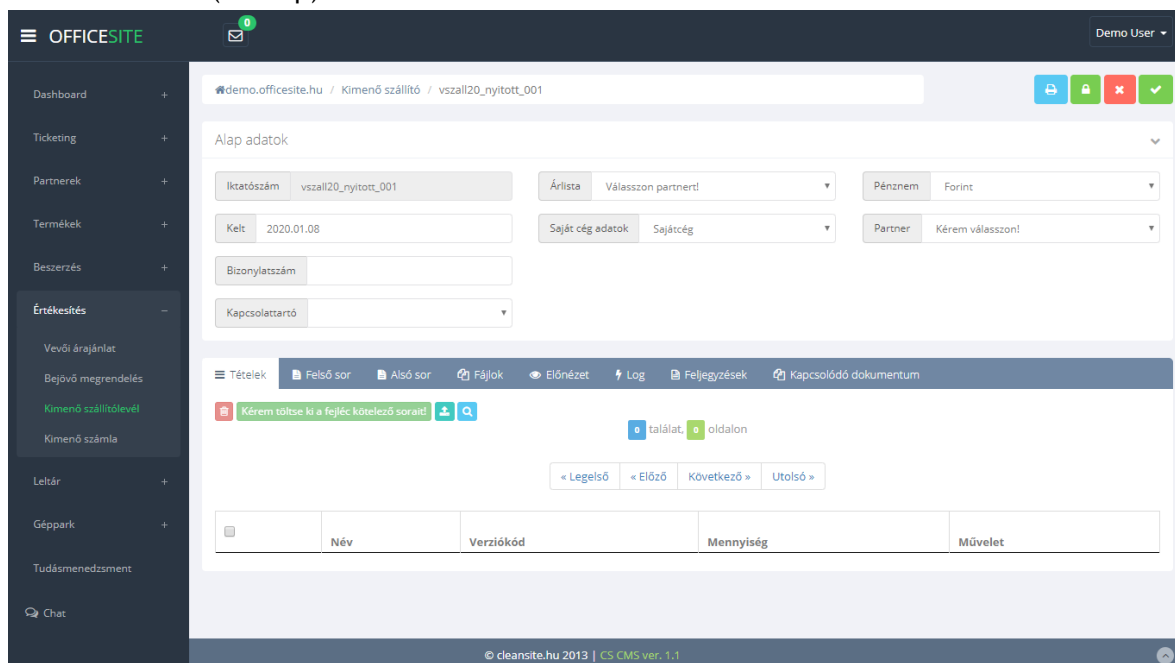 OFFICESITE
0
Demo User
Dashboard +
Ticketing +
Partnerek +
Termékek +
Beszerzés +
Értékesítés –
Vevői árajánlat
Bejövő megrendelés
Kimenő szállítólevél
Kimenő számla
Leltár +
Géppark +
Tudásmenedzsment
Chat
demo.officesite.hu / Kimenő szállító / vszall20_nyitott_001
Alap adatok
Iktatószám vszall20_nyitott_001 Árlista Válasszon partnert! Pénznem Forint
Kelt 2020.01.08 Saját cég adatok Sajátcég Partner Kérem válasszon!
Bizonylatszám
Kapcsolattartó
Tételek Felső sor Alsó sor Fájlok Előnézet Log Feljegyzések Kapcsolódó dokumentum
Kérem töltse ki a fejléc kötelező sorait!
0 találat, 0 oldalon
« Legelső « Előző Következő » Utolsó »
Név Verziókód Mennyiség Művelet
© cleansite.hu 2013 | CS CMS ver. 1.1